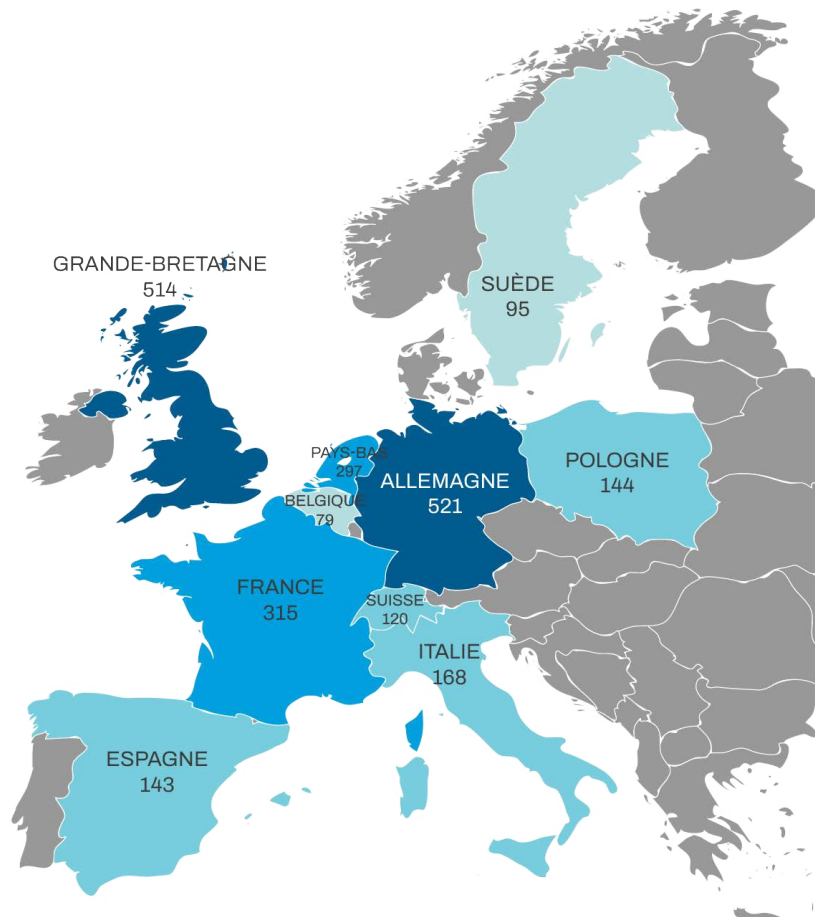 GRANDE-BRETAGNE
514
SUÈDE
95
PAYS-BAS
297
ALLEMAGNE
521
POLOGNE
144
BELGIQUE
79
FRANCE
315
SUISSE
120
ITALIE
168
ESPAGNE
143